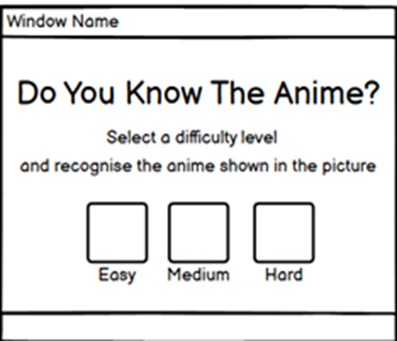 Window Name
Do You Know The Anime?
Select a difficulty level
and recognise the anime shown in the picture
Easy Medium Hard